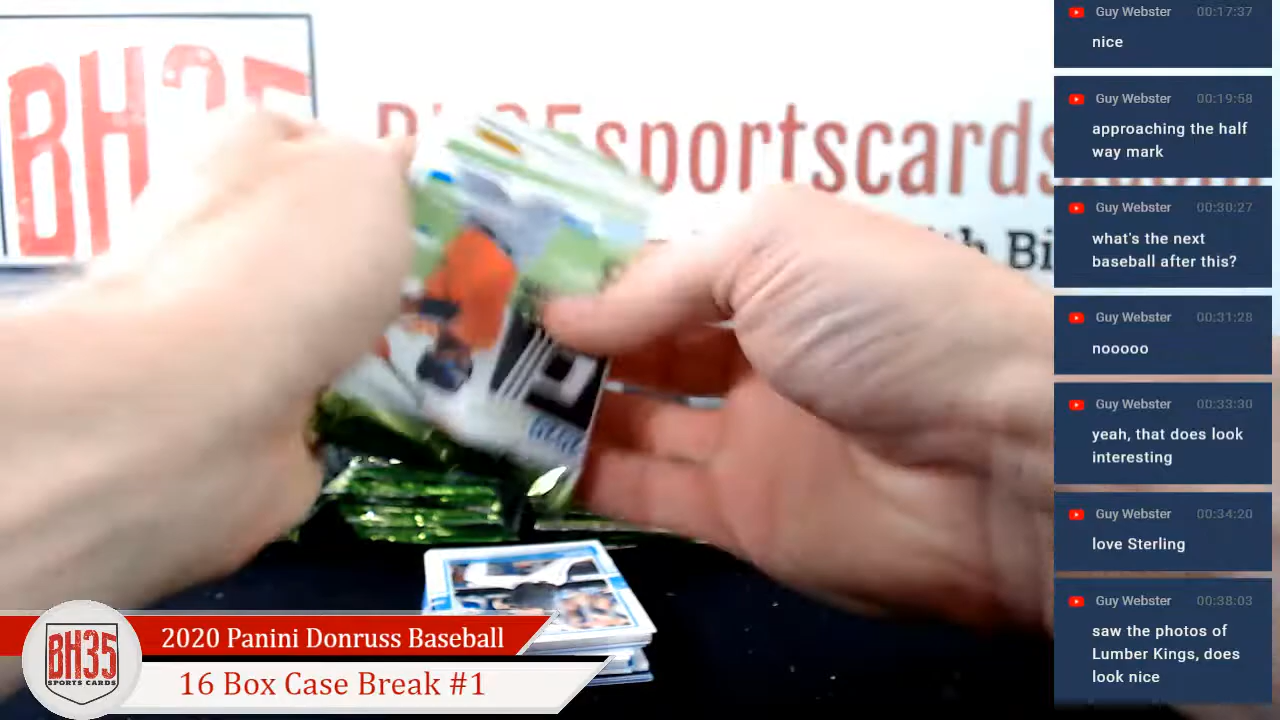 BH35
BH35sportscards
th Bi
Guy Webster 00:17:37
nice
Guy Webster 00:19:58
approaching the half
way mark
Guy Webster 00:30:27
what's the next
baseball after this?
Guy Webster 00:31:28
nooooo
Guy Webster 00:33:30
yeah, that does look
interesting
Guy Webster 00:34:20
love Sterling
Guy Webster 00:38:03
saw the photos of
Lumber Kings, does
look nice
BH35
SPORTS CARDS
2020 Panini Donruss Baseball
16 Box Case Break #1